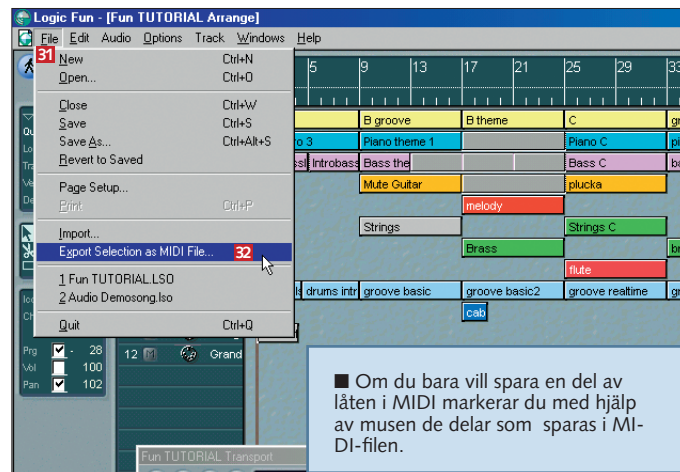 Logic Fun - [Fun TUTORIAL Arrange]
File Edit Audio Options Track Windows Help
31
New Ctrl+N
Open... Ctrl+O
Close Ctrl+W
Save Ctrl+S
Save As... Ctrl+Alt+S
Revert to Saved
Page Setup...
Print Ctrl+P
Import...
Export Selection as MIDI File... 32
1 Fun TUTORIAL.LSO
2 Audio Demosong.lso
Quit Ctrl+Q
5 9 13 17 21 25 29 33
B groove B theme C
Piano theme 1 Piano C
Introbass Bass the Bass C
Mute Guitar plucka
melody
Strings Strings C
Brass
flute
drums intr groove basic groove basic2 groove realtime
cab
Prg - 28
Vol 100
Pan 102
12 M Grand
Fun TUTORIAL Transport
■ Om du bara vill spara en del av
låten i MIDI markerar du med hjälp
av musen de delar som sparas i MI-
DI-filen.